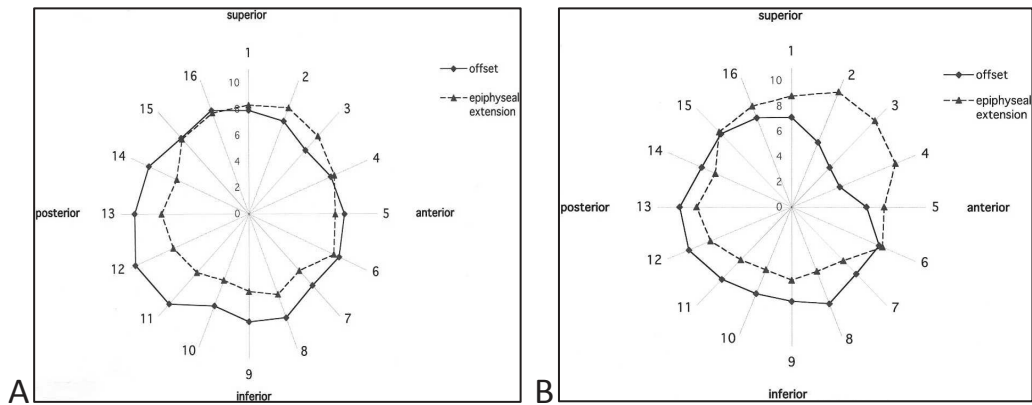 superior
1
2
3
4
5
6
7
8
9
10
11
12
13
14
15
16
10
8
6
4
2
0
offset
epiphyseal
extension
posterior
anterior
inferior
A
superior
1
2
3
4
5
6
7
8
9
10
11
12
13
14
15
16
10
8
6
4
2
0
offset
epiphyseal
extension
posterior
anterior
inferior
B